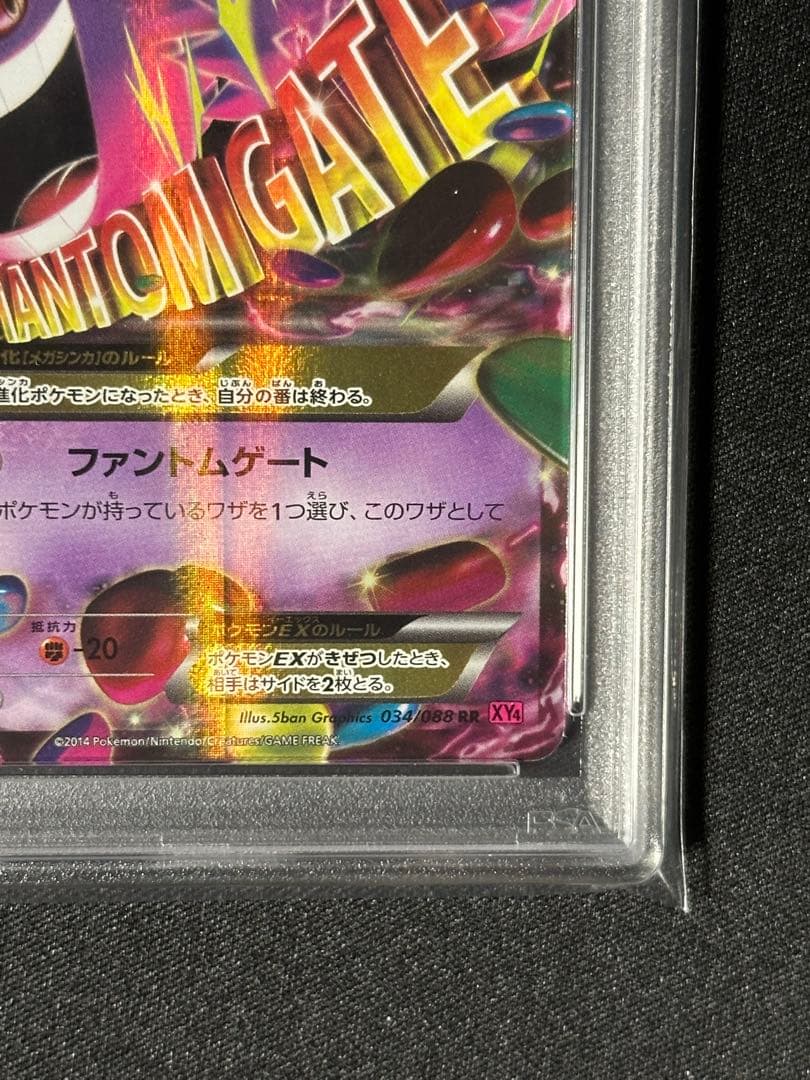 HANTOM GATE
化[メガシンカ]のルール
進化ポケモンになったとき、自分の番は終わる。
ファントムゲート
ポケモンが持っているワザを1つ選び、このワザとして
抵抗力
-20
ポケモンEXのルール
ポケモンEXがきぜつしたとき、
相手はサイドを2枚とる。
Illus.5ban Graphics 034/088 RR XY4
©2014 Pokémon/Nintendo/Creatures/GAME FREAK.
PSA